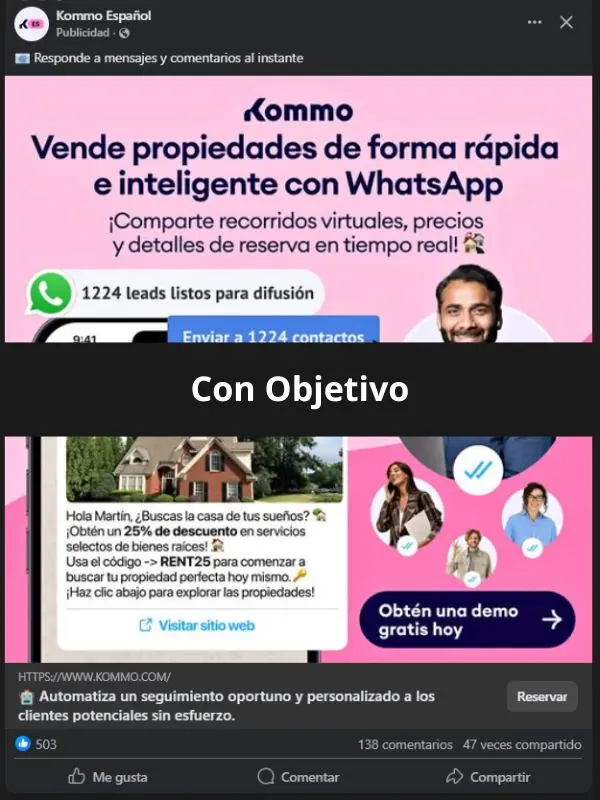 Kommo Español
Publicidad ·
Responde a mensajes y comentarios al instante
Kommo
Vende propiedades de forma rápida
e inteligente con WhatsApp
¡Comparte recorridos virtuales, precios
y detalles de reserva en tiempo real!
1224 leads listos para difusión
9:41
Enviar a 1224 contactos
Con Objetivo
Hola Martín, ¿Buscas la casa de tus sueños?
¡Obtén un 25% de descuento en servicios
selectos de bienes raíces!
Usa el código -> RENT25 para comenzar a
buscar tu propiedad perfecta hoy mismo.
¡Haz clic abajo para explorar las propiedades!
Visitar sitio web
Obtén una demo
gratis hoy
HTTPS://WWW.KOMMO.COM/
Automatiza un seguimiento oportuno y personalizado a los
clientes potenciales sin esfuerzo.
Reservar
503
138 comentarios 47 veces compartido
Me gusta Comentar Compartir